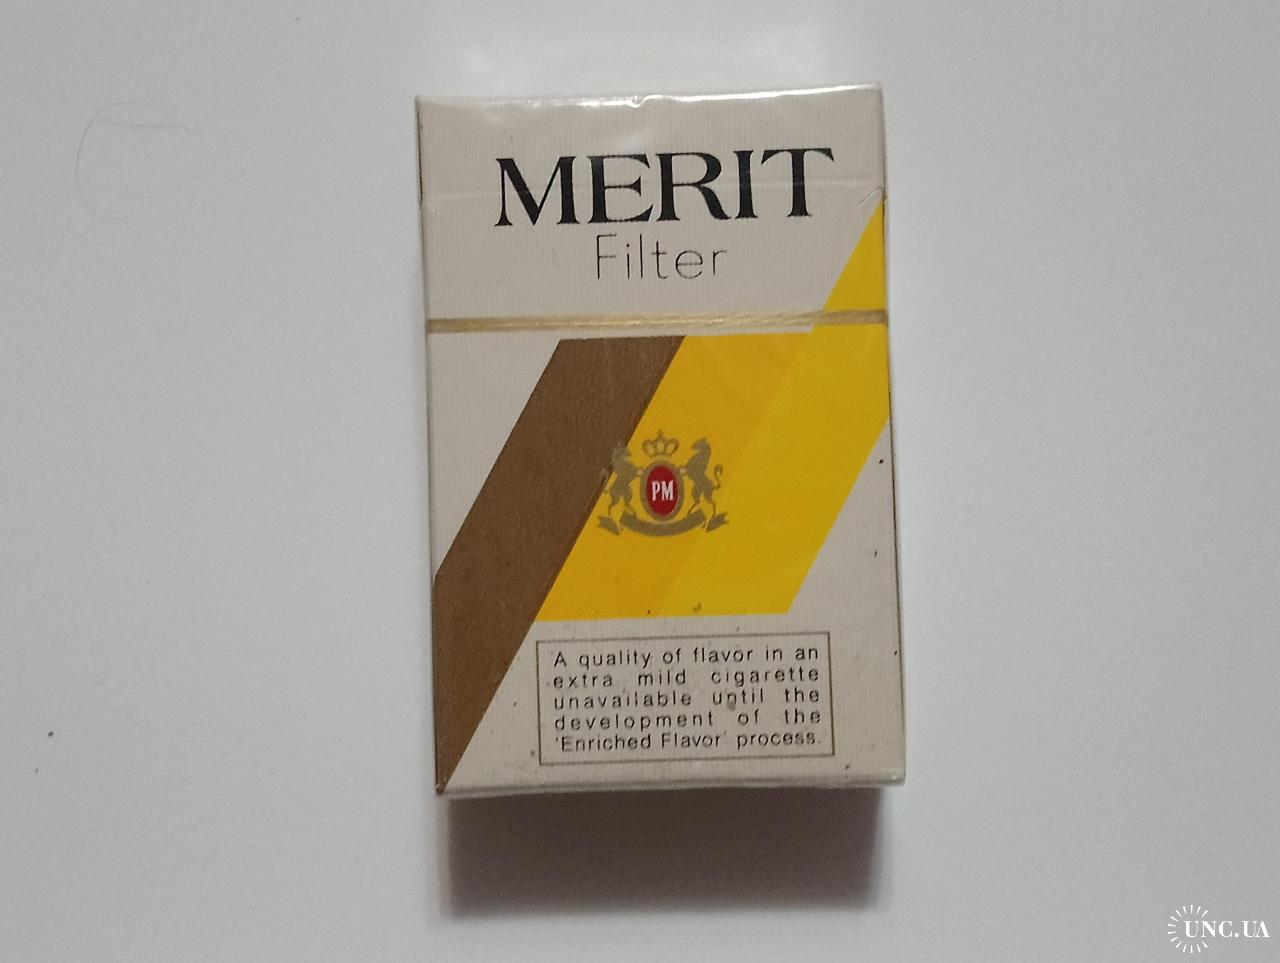 MERIT
Filter
PM
A quality of flavor in an
extra mild cigarette
unavailable until the
development of the
'Enriched Flavor' process.
UNC.UA